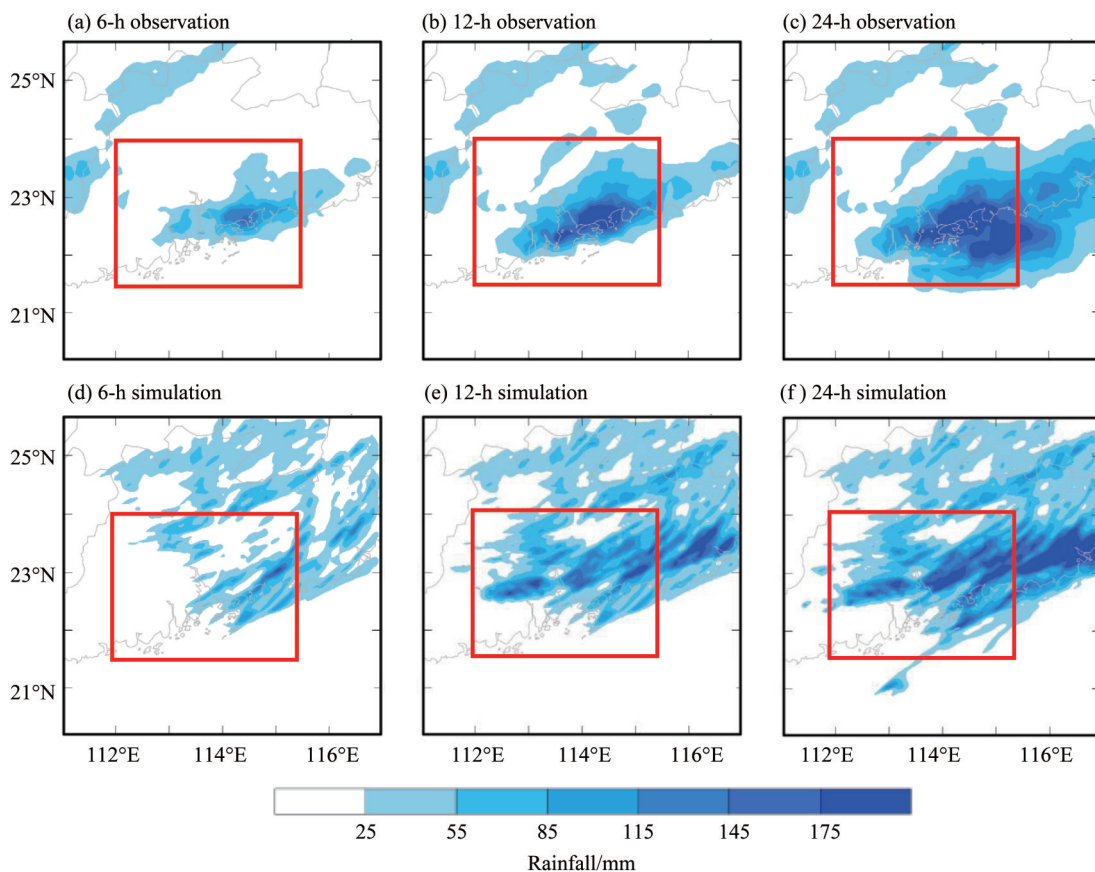 (a) 6-h observation
(b) 12-h observation
(c) 24-h observation
25°N
23°N
21°N
(d) 6-h simulation
(e) 12-h simulation
(f ) 24-h simulation
25°N
23°N
21°N
112°E 114°E 116°E
112°E 114°E 116°E
112°E 114°E 116°E
25 55 85 115 145 175
Rainfall/mm